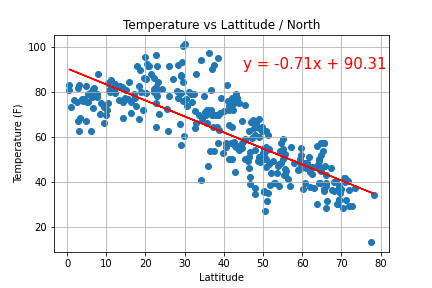 Temperature vs Lattitude / North
y = -0.71x + 90.31
Temperature (F)
100
80
60
40
20
0 10 20 30 40 50 60 70 80
Lattitude